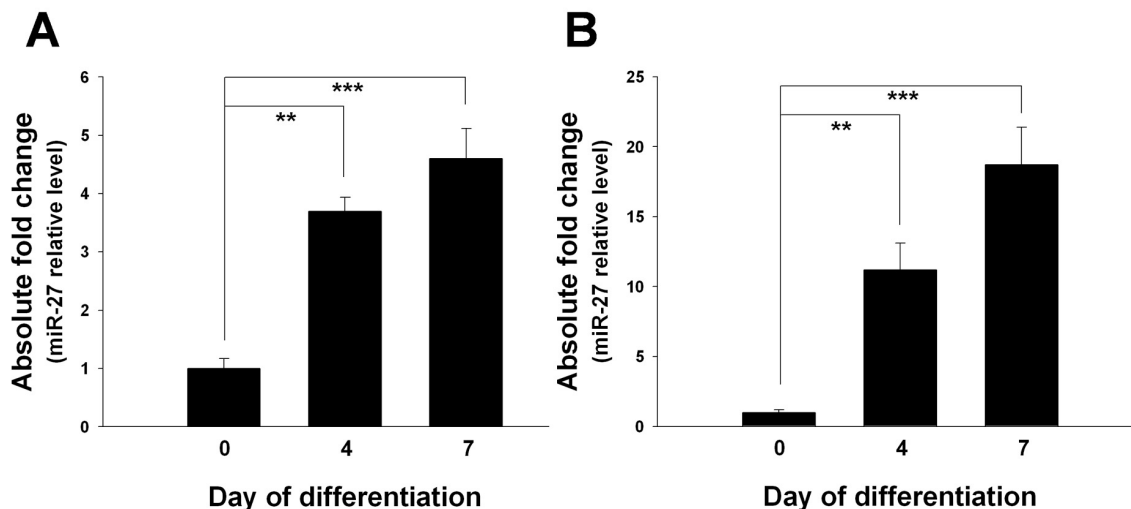 A
Absolute fold change
(miR-27 relative level)
6
5
4
3
2
1
0
***
**
0 4 7
Day of differentiation
B
Absolute fold change
(miR-27 relative level)
25
20
15
10
5
0
***
**
0 4 7
Day of differentiation